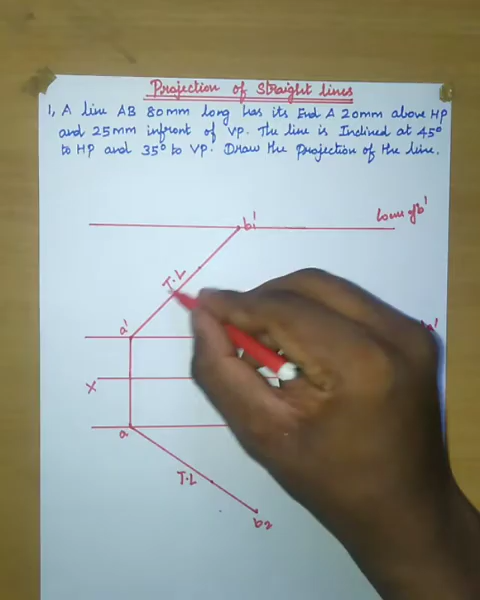 Projection of Straight lines
1, A line AB 80mm long has its End A 20mm above HP
and 25mm infront of VP. The line is Inclined at 45°
to HP and 35° to VP. Draw the Projection of the line.
b'
T.L
a'
a'
X
a
T.L
b2